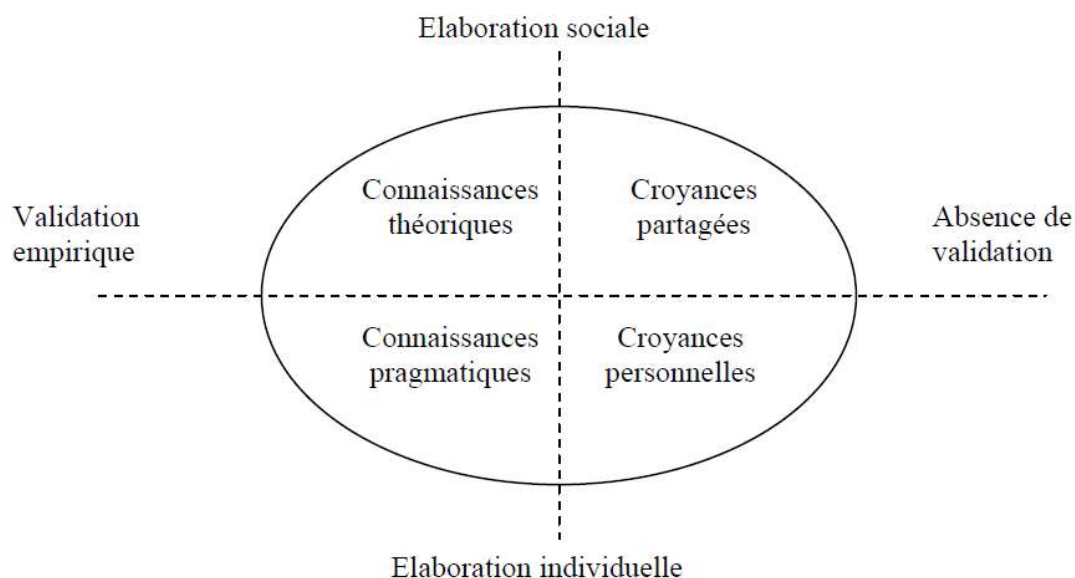 Elaboration sociale
Connaissances
théoriques
Croyances
partagées
Validation
empirique
Absence de
validation
Connaissances
pragmatiques
Croyances
personnelles
Elaboration individuelle